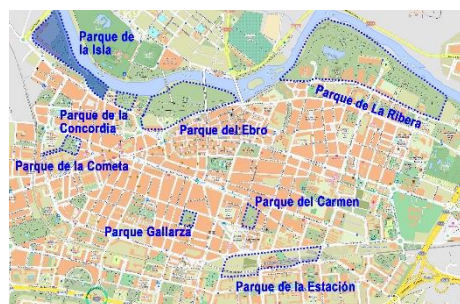 Parque de
la Isla
Parque de la
Concordia
Parque del Ebro
Parque de La Ribera
Parque de la Cometa
Parque del Carmen
Parque Gallarza
Parque de la Estación